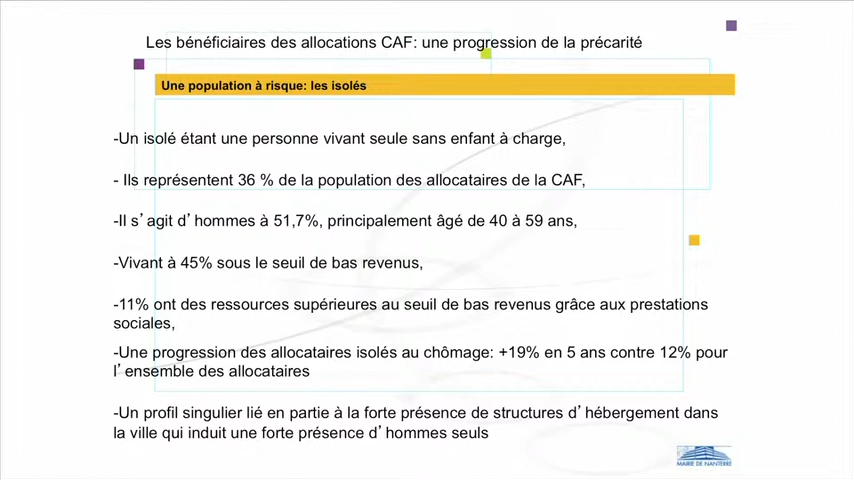 Les bénéficiaires des allocations CAF: une progression de la précarité
Une population à risque: les isolés
-Un isolé étant une personne vivant seule sans enfant à charge,
- Ils représentent 36 % de la population des allocataires de la CAF,
-Il s’agit d’hommes à 51,7%, principalement âgé de 40 à 59 ans,
-Vivant à 45% sous le seuil de bas revenus,
-11% ont des ressources supérieures au seuil de bas revenus grâce aux prestations
sociales,
-Une progression des allocataires isolés au chômage: +19% en 5 ans contre 12% pour
l’ensemble des allocataires
-Un profil singulier lié en partie à la forte présence de structures d’hébergement dans
la ville qui induit une forte présence d’hommes seuls
MAIRIE DE NANTERRE